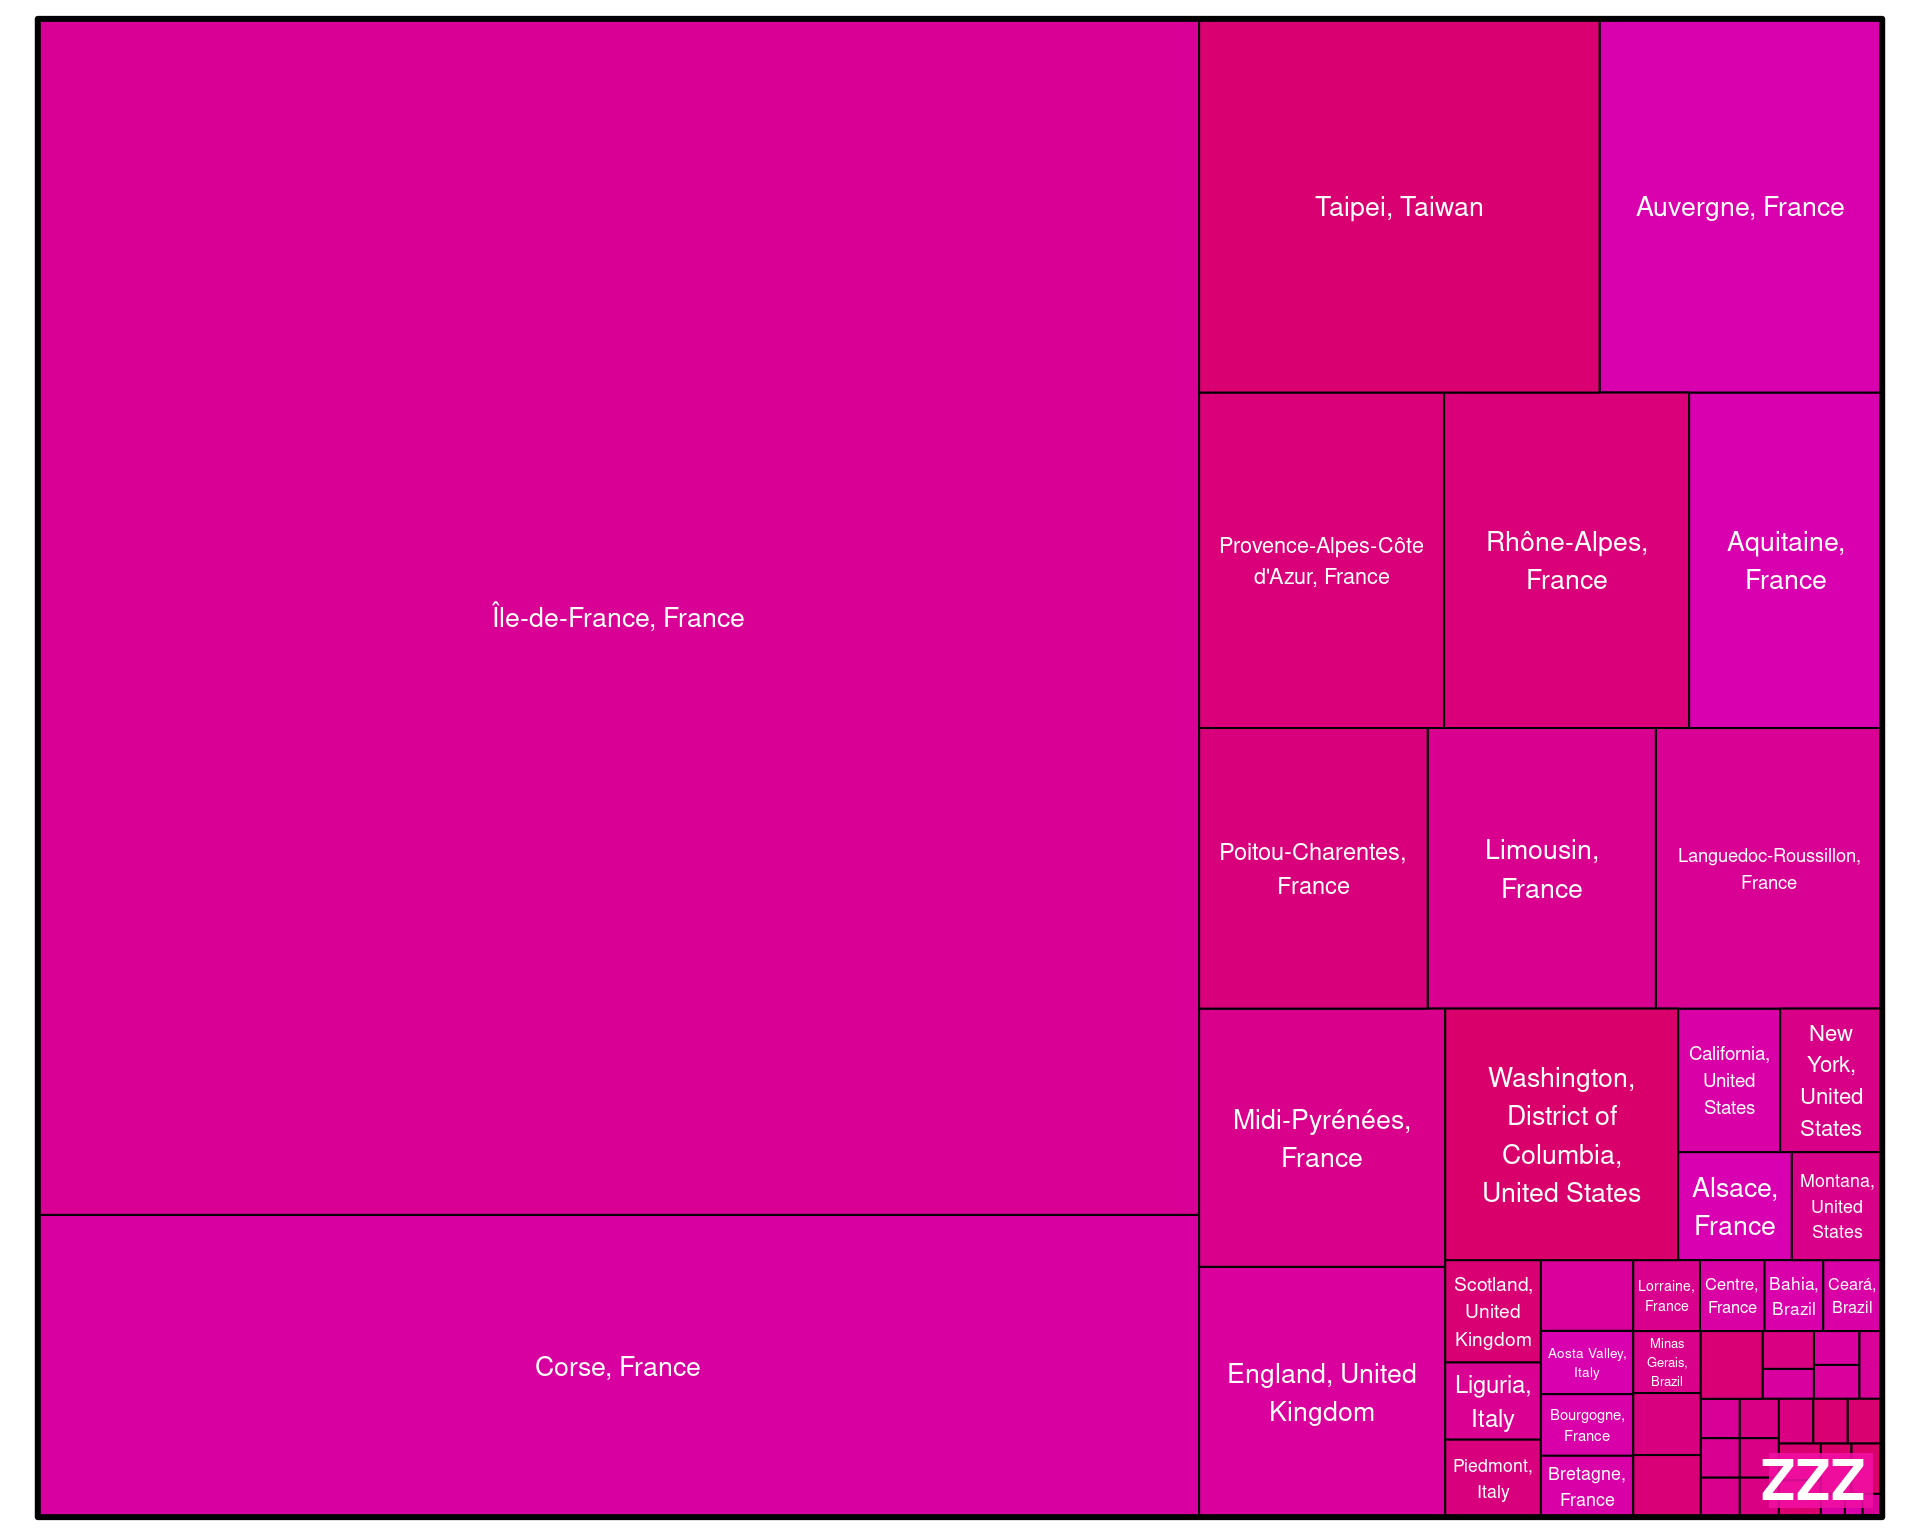 Île-de-France, France
Corse, France
Taipei, Taiwan
Auvergne, France
Provence-Alpes-Côte
d'Azur, France
Rhône-Alpes,
France
Aquitaine,
France
Poitou-Charentes,
France
Limousin,
France
Languedoc-Roussillon,
France
Midi-Pyrénées,
France
England, United
Kingdom
Washington,
District of
Columbia,
United States
California,
United
States
New
York,
United
States
Alsace,
France
Montana,
United
States
Scotland,
United
Kingdom
Liguria,
Italy
Piedmont,
Italy
Aosta Valley,
Italy
Bourgogne,
France
Bretagne,
France
Lorraine,
France
Minas
Gerais,
Brazil
Centre,
France
Bahia,
Brazil
Ceará,
Brazil
ZZZ